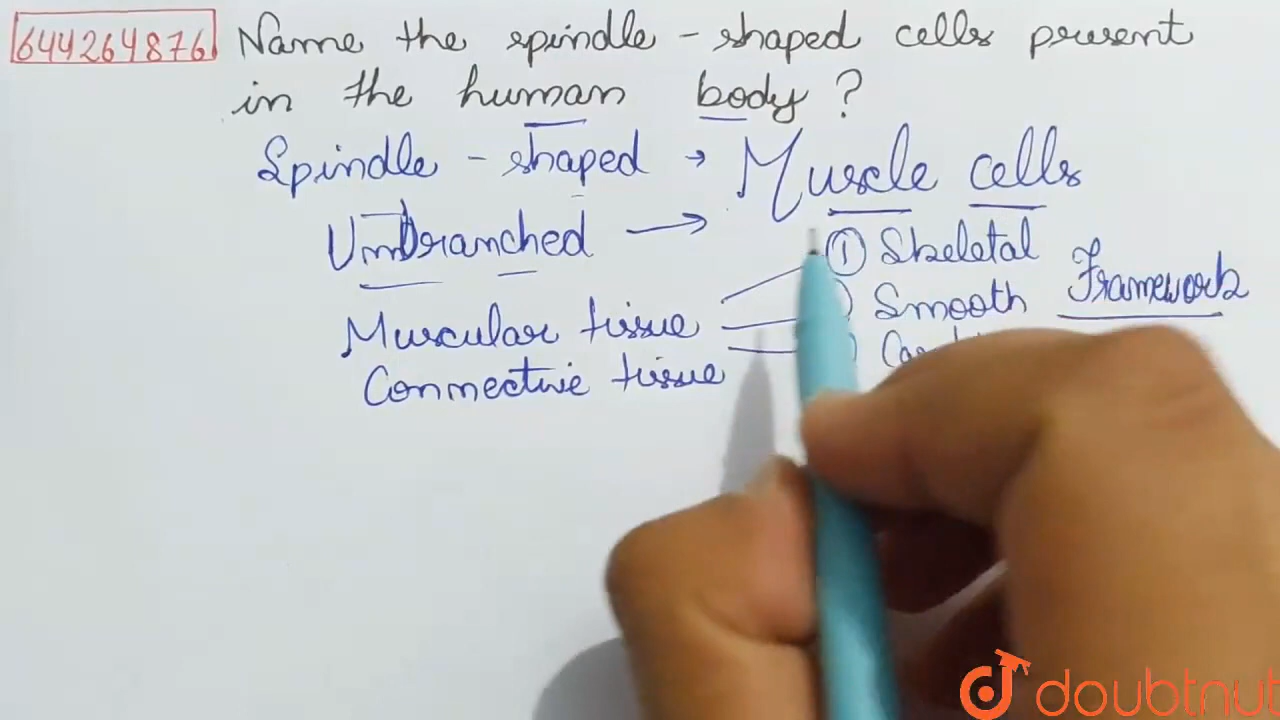 644264876 Name the spindle - shaped cells present
in the human body ?
Spindle - shaped → Muscle cells
Unbranched →
① Skeletal
Smooth Framework
Muscular tissue
Connective tissue
doubtnut